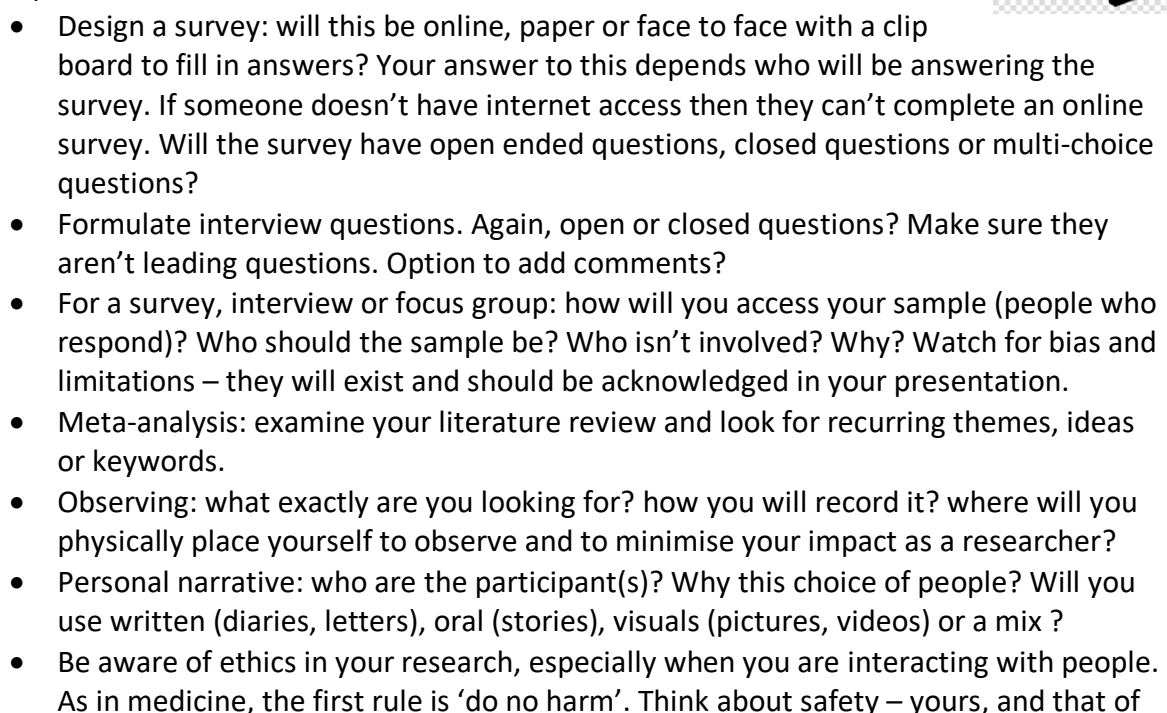 • Design a survey: will this be online, paper or face to face with a clip
board to fill in answers? Your answer to this depends who will be answering the
survey. If someone doesn’t have internet access then they can’t complete an online
survey. Will the survey have open ended questions, closed questions or multi-choice
questions?
• Formulate interview questions. Again, open or closed questions? Make sure they
aren’t leading questions. Option to add comments?
• For a survey, interview or focus group: how will you access your sample (people who
respond)? Who should the sample be? Who isn’t involved? Why? Watch for bias and
limitations – they will exist and should be acknowledged in your presentation.
• Meta-analysis: examine your literature review and look for recurring themes, ideas
or keywords.
• Observing: what exactly are you looking for? how you will record it? where will you
physically place yourself to observe and to minimise your impact as a researcher?
• Personal narrative: who are the participant(s)? Why this choice of people? Will you
use written (diaries, letters), oral (stories), visuals (pictures, videos) or a mix ?
• Be aware of ethics in your research, especially when you are interacting with people.
As in medicine, the first rule is ‘do no harm’. Think about safety – yours, and that of